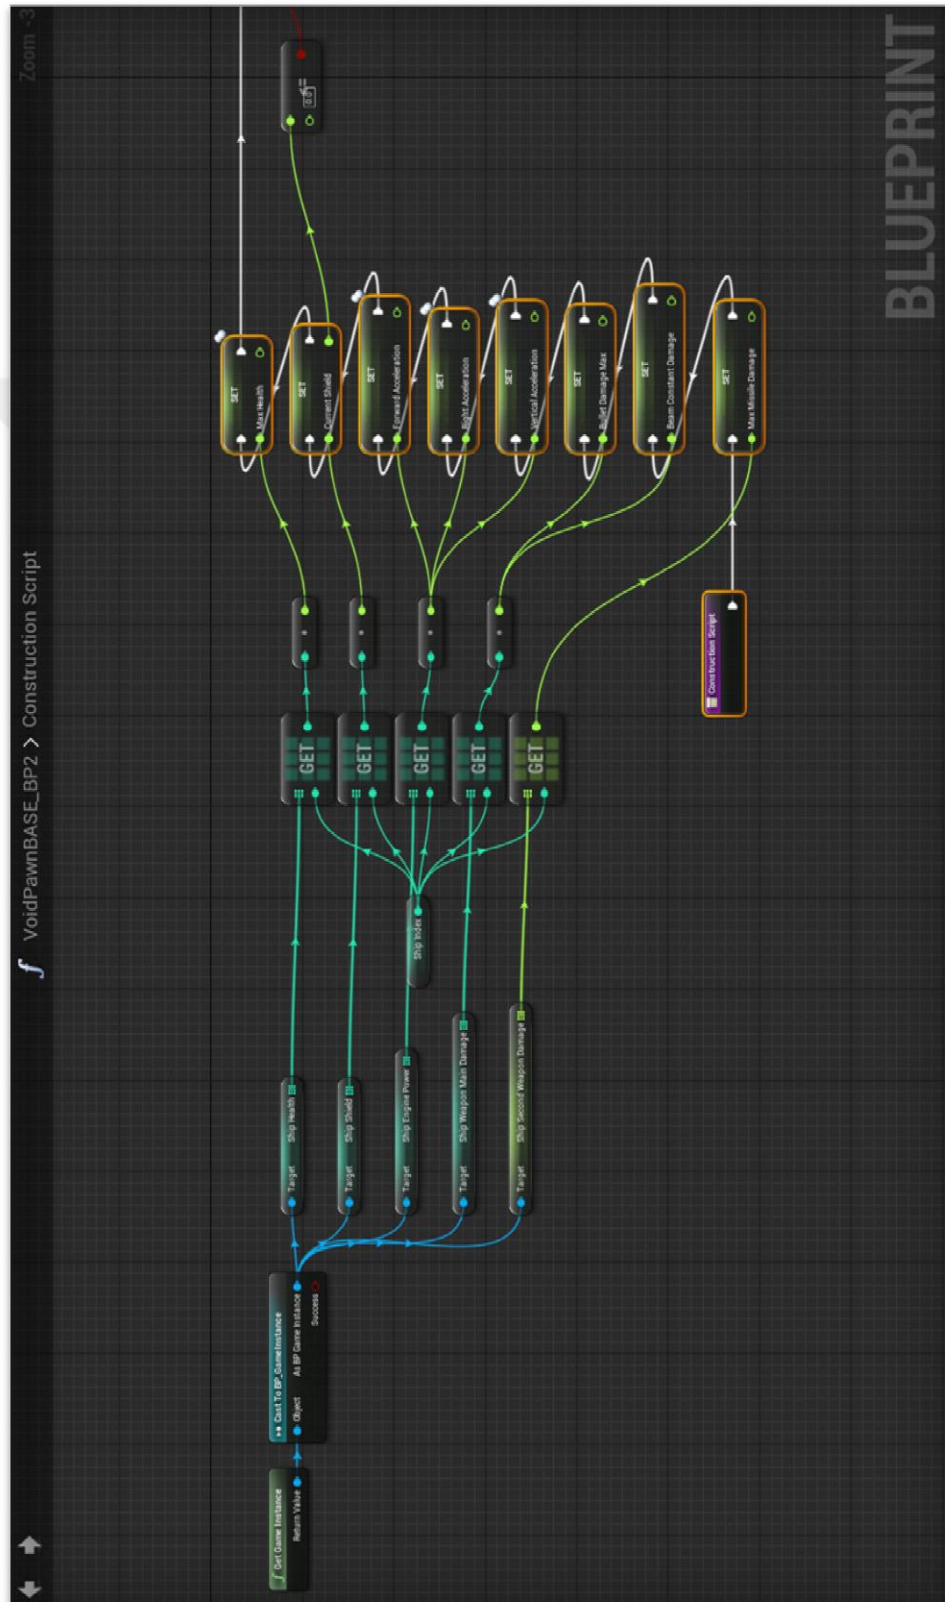 VoidPawnBASE_BP2 > Construction Script
Zoom -3
Get Game Instance
Return Value
Cast To BP_GameInstance
Object
As BP Game Instance
Success
Target
Ship Health
Target
Ship Shield
Target
Ship Engine Power
Target
Ship Weapon Main Damage
Target
Ship Second Weapon Damage
Ship Index
GET
GET
GET
GET
GET
Construction Script
SET
Max Health
SET
Current Shield
SET
Forward Acceleration
SET
Right Acceleration
SET
Vertical Acceleration
SET
Bullet Damage Max
SET
Beam Constant Damage
SET
Max Missile Damage
0.0
BLUEPRINT